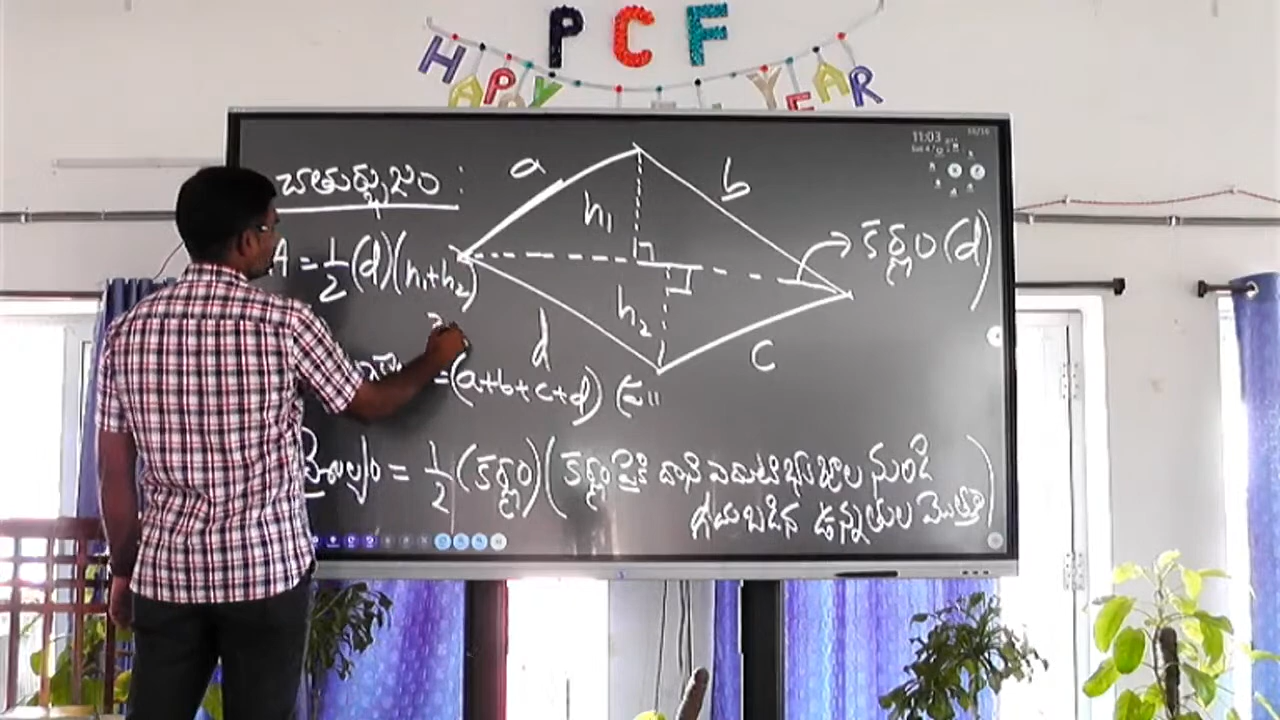 PCF
HAPPY YEAR
11:03
చతుర్భుజం :
a
b
h₁
కర్ణం (d)
A = 1/2 (d) (h₁+h₂)
h₂
d
c
= (a+b+c+d)
= 1/2 (కర్ణం) (కర్ణంపైకి దాని ఎదుటి భుజాల నుండి
గీయబడిన ఉన్నతుల మొత్తం)